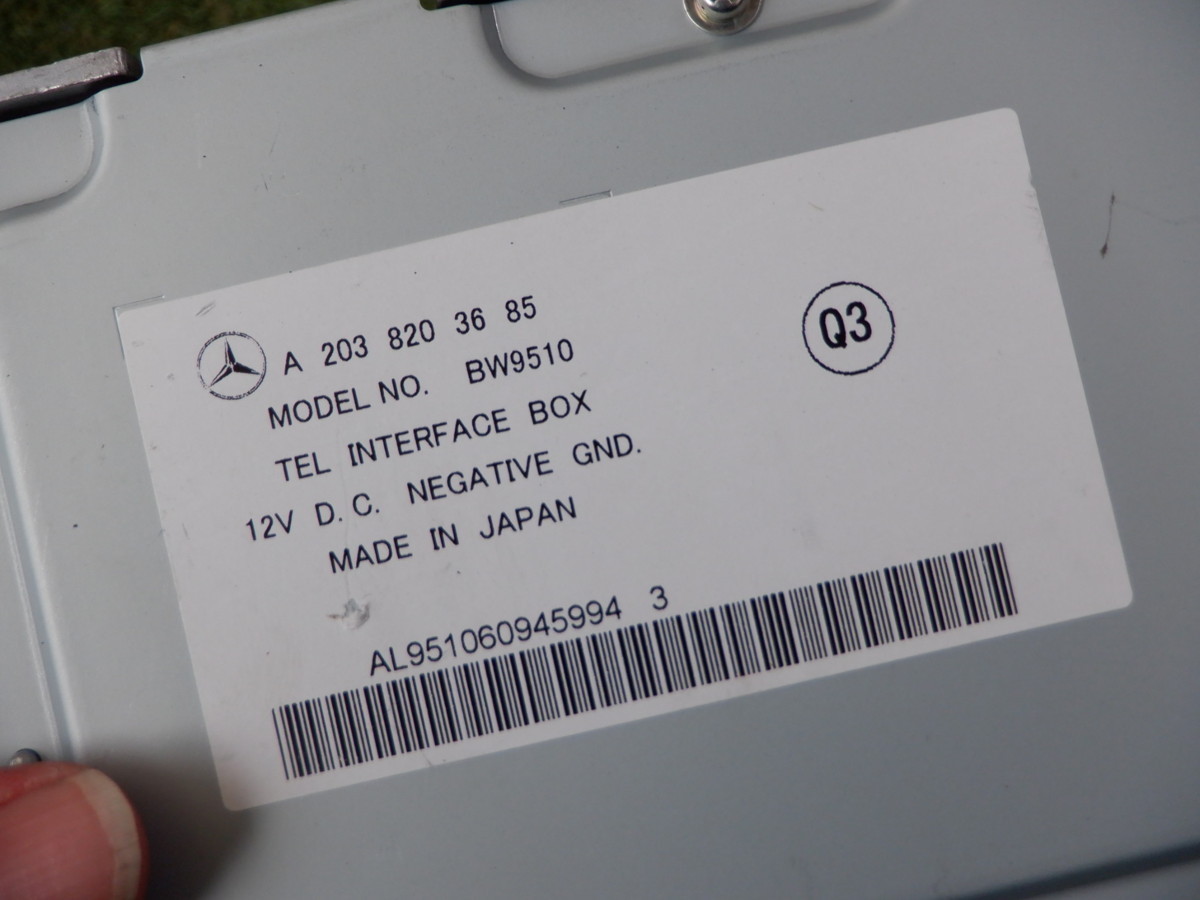 A 203 820 36 85
MODEL NO. BW9510
TEL INTERFACE BOX
12V D.C. NEGATIVE GND.
MADE IN JAPAN
Q3
AL951060945994 3